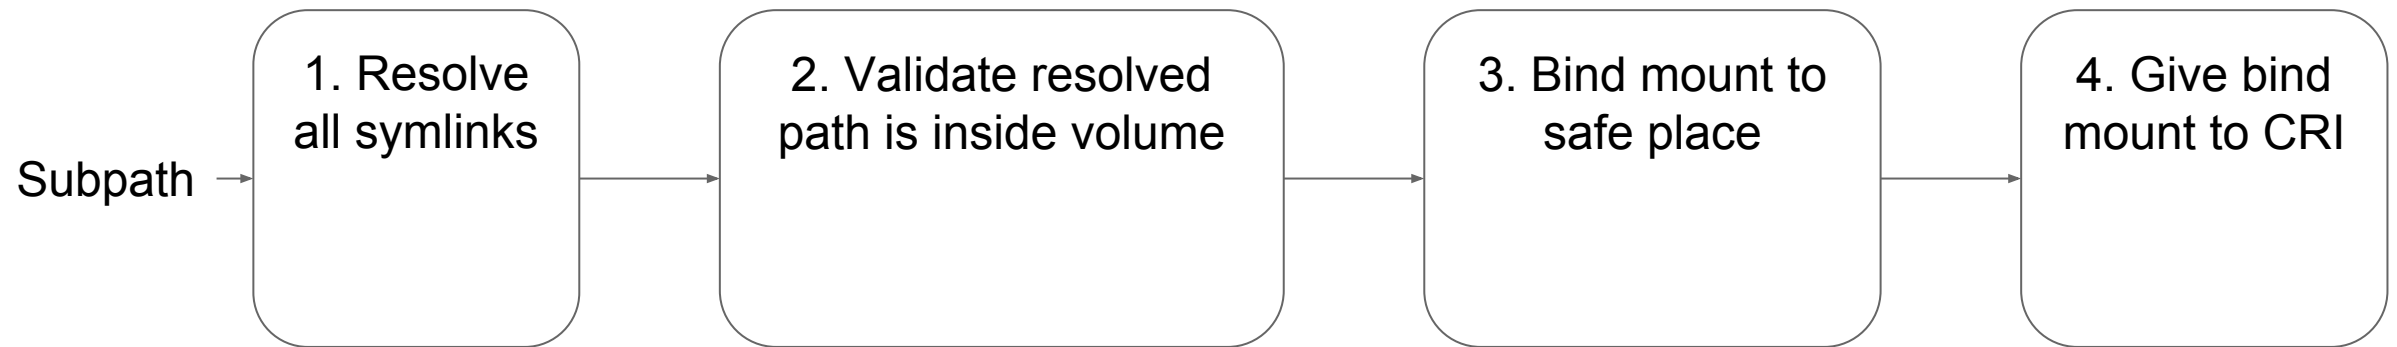 Subpath
1. Resolve
all symlinks
2. Validate resolved
path is inside volume
3. Bind mount to
safe place
4. Give bind
mount to CRI